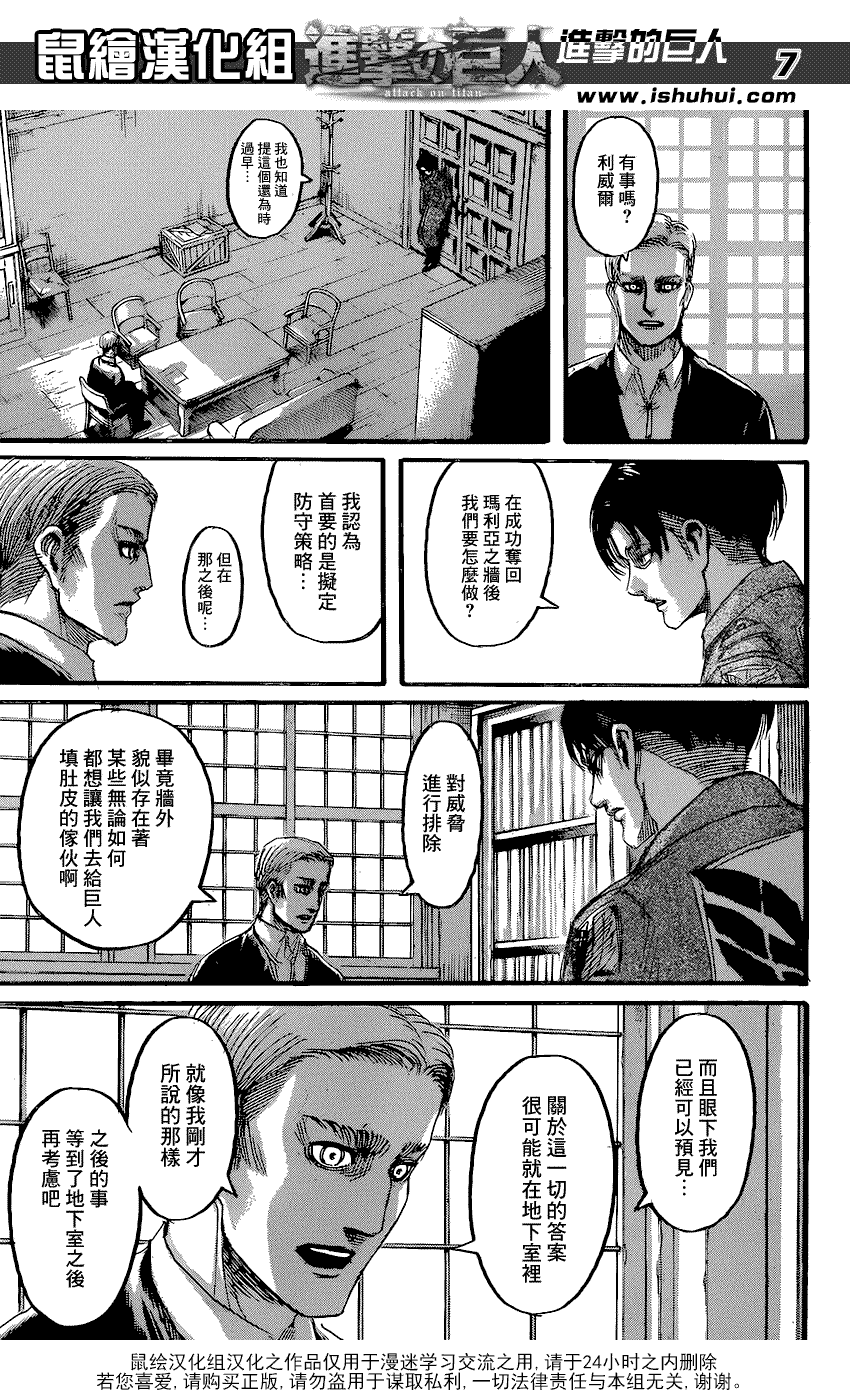 鼠繪漢化組
進撃の巨人
attack on titan
進擊的巨人
7
www.ishuhui.com
有事嗎?
利威爾
我也知道
提這個還為時
過早…
在成功奪回
瑪利亞之牆後
我們要怎麼做?
我認為
首要的是擬定
防守策略…
但在
那之後呢…
對威脅
進行排除
畢竟牆外
貌似存在著
某些無論如何
都想讓我們去給巨人
填肚皮的傢伙啊
而且眼下我們
已經可以預見…
關於這一切的答案
很可能就在地下室裡
就像我剛才
所說的那樣
之後的事
等到了地下室之後
再考慮吧
鼠绘汉化组汉化之作品仅用于漫迷学习交流之用, 请于24小时之内删除
若您喜爱, 请购买正版, 请勿盗用于谋取私利, 一切法律责任与本组无关, 谢谢。